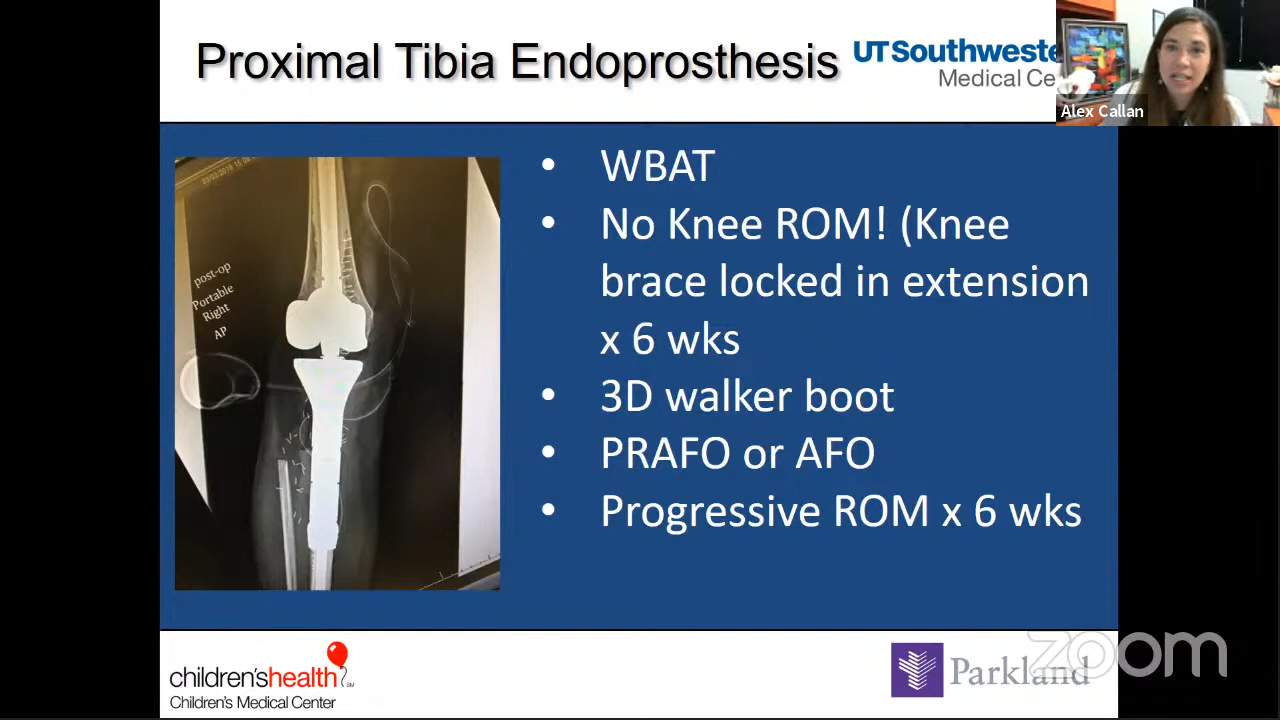 Proximal Tibia Endoprosthesis
UTSouthweste
Medical Ce
Alex Callan
• WBAT
• No Knee ROM! (Knee
brace locked in extension
x 6 wks
• 3D walker boot
• PRAFO or AFO
• Progressive ROM x 6 wks
post-op
Portable
Right
AP
children'shealth
Children's Medical Center
Parkland
zoom